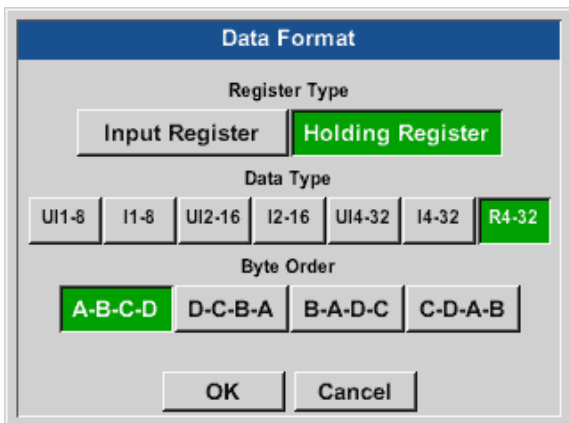 Data Format
Register Type
Input Register Holding Register
Data Type
UI1-8 I1-8 UI2-16 I2-16 UI4-32 I4-32 R4-32
Byte Order
A-B-C-D D-C-B-A B-A-D-C C-D-A-B
OK Cancel